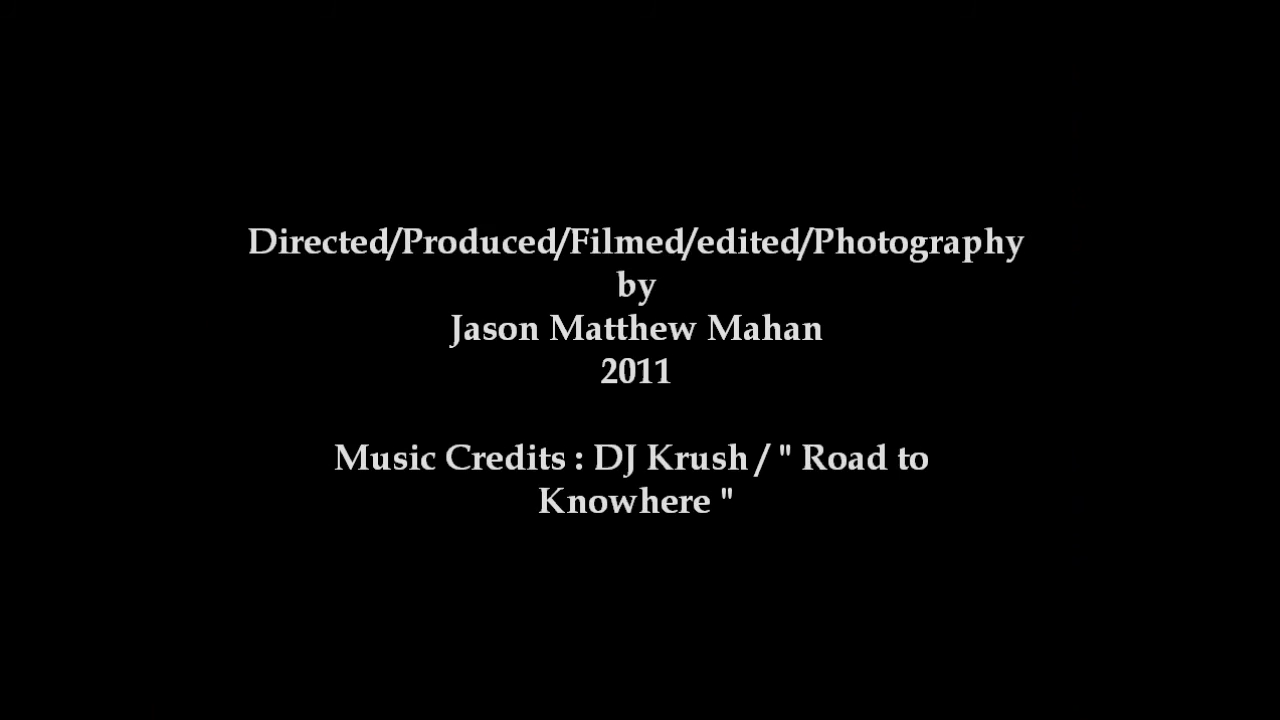 Directed/Produced/Filmed/edited/Photography
by
Jason Matthew Mahan
2011
Music Credits : DJ Krush / " Road to
Knowhere "